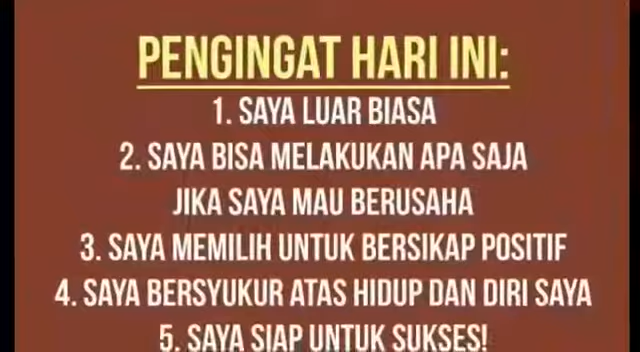 PENGINGAT HARI INI:
1. SAYA LUAR BIASA
2. SAYA BISA MELAKUKAN APA SAJA
JIKA SAYA MAU BERUSAHA
3. SAYA MEMILIH UNTUK BERSIKAP POSITIF
4. SAYA BERSYUKUR ATAS HIDUP DAN DIRI SAYA
5. SAYA SIAP UNTUK SUKSES!